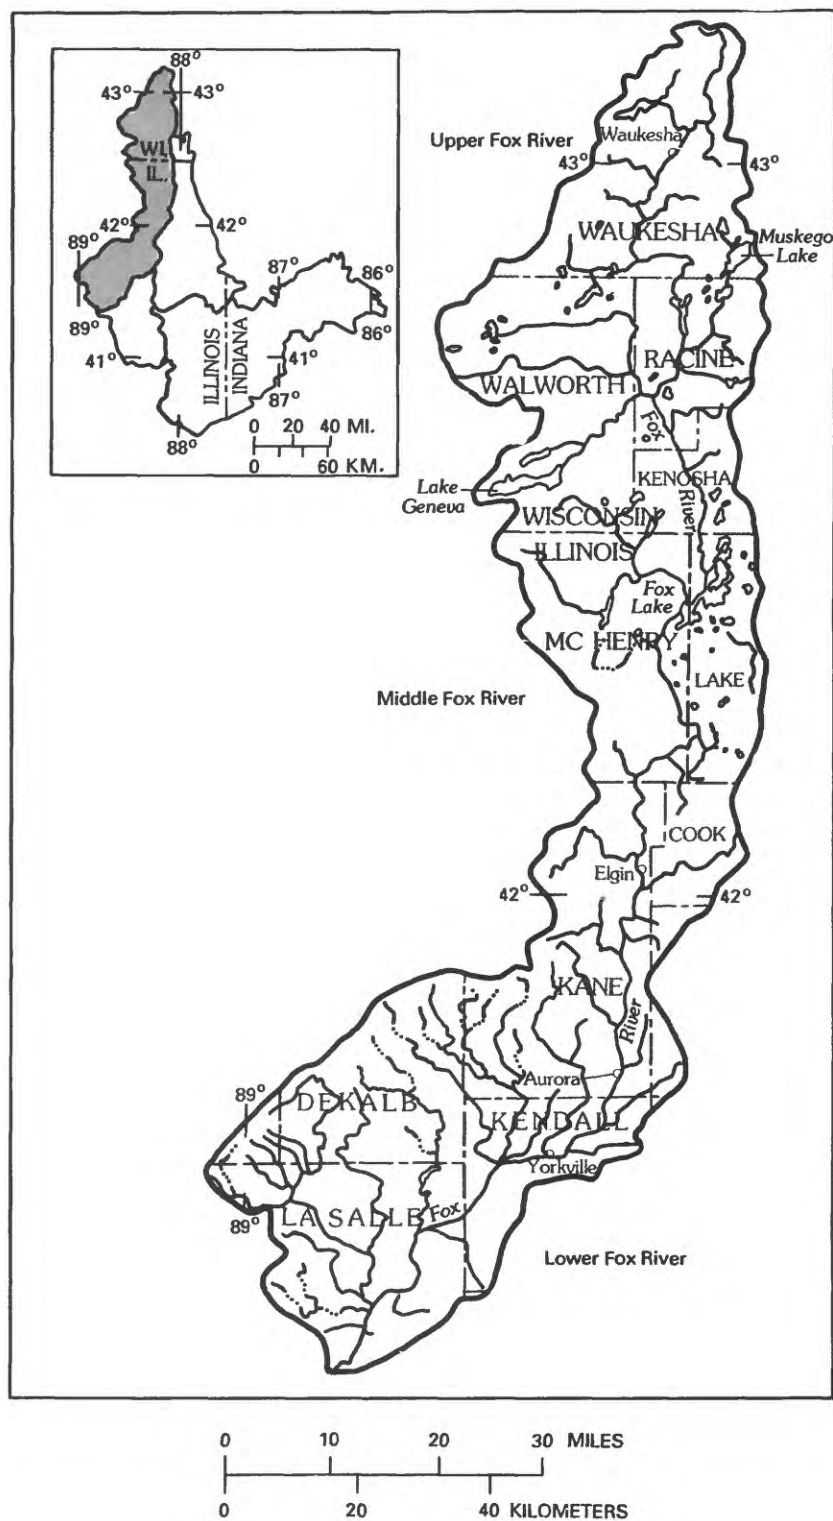 88°
43°
43°
WI.
IL.
42°
42°
89°
87°
86°
89°
86°
41°
ILLINOIS
INDIANA
41°
87°
88°
0 20 40 MI.
0 60 KM.
Upper Fox River
Waukesha
43°
43°
WAUKESHA
Muskego
Lake
RACINE
WALWORTH
Fox
KENOSHA
Lake
Geneva
River
WISCONSIN
ILLINOIS
Fox
Lake
MC HENRY
LAKE
Middle Fox River
COOK
Elgin
42°
42°
KANE
River
Aurora
89°
DEKALB
KENDALL
Yorkville
89°
LA SALLE
Fox
Lower Fox River
0 10 20 30 MILES
0 20 40 KILOMETERS